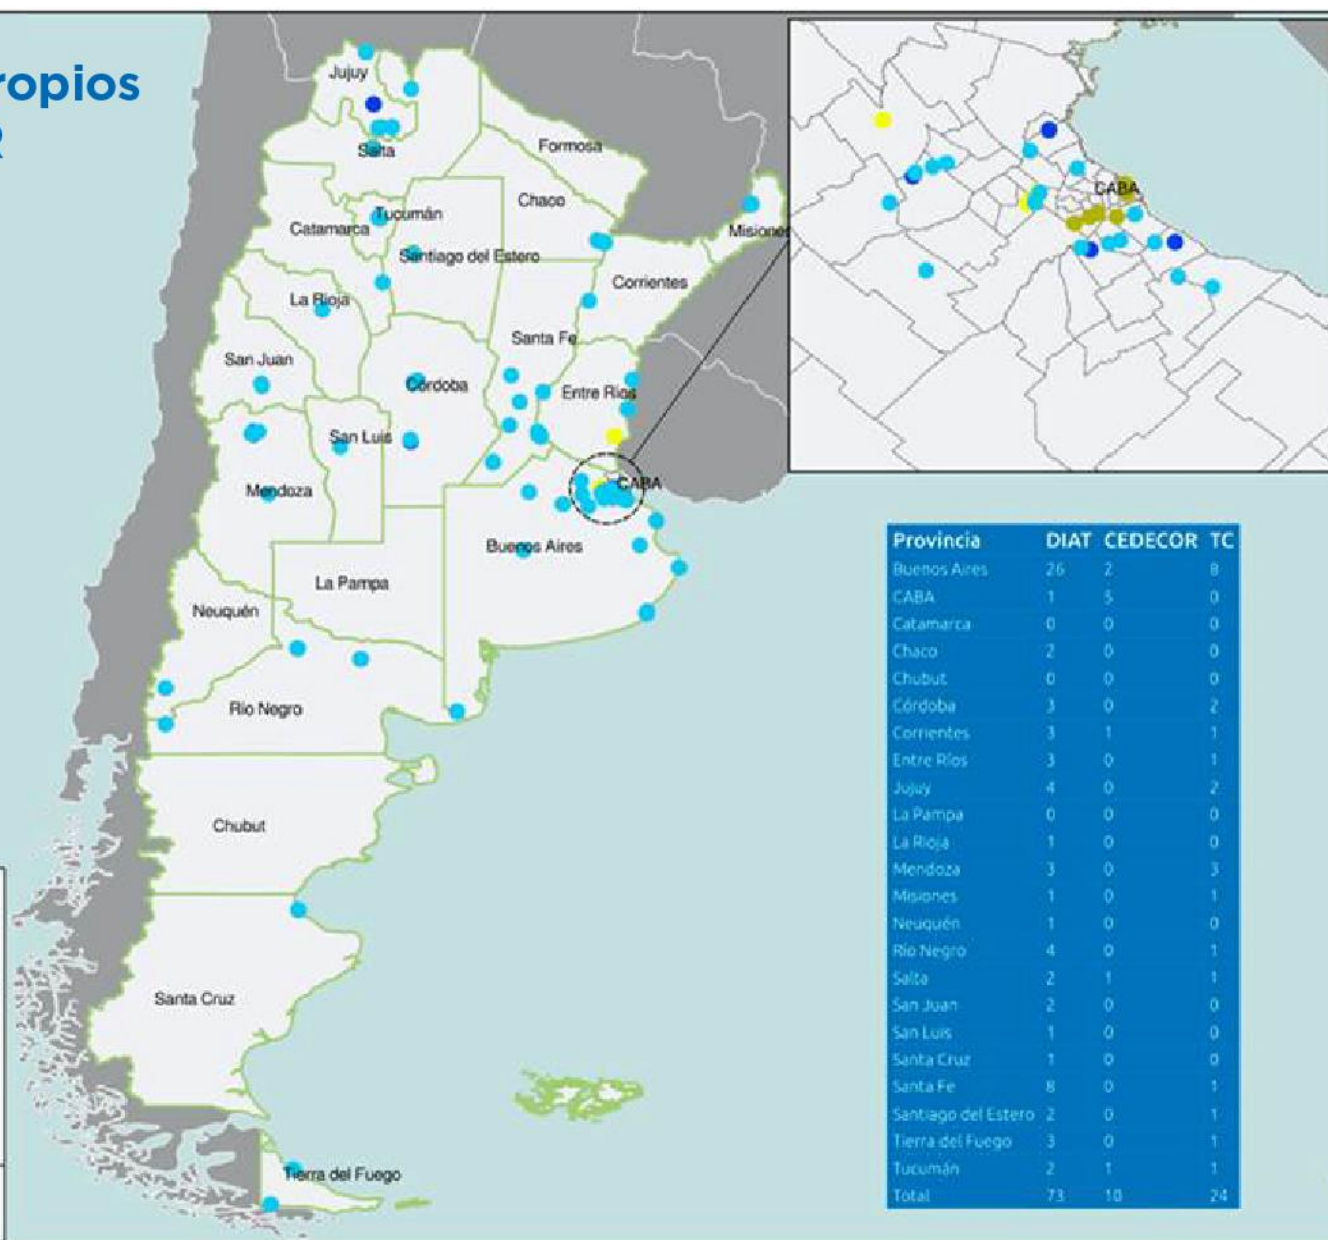 ropios
Jujuy
Salta
Formosa
Chaco
Tucumán
Catamarca
Misiones
Santiago del Estero
Corrientes
La Rioja
Santa Fe
San Juan
Córdoba
Entre Ríos
San Luis
Mendoza
CABA
Buenos Aires
La Pampa
Neuquén
Rio Negro
Chubut
Santa Cruz
Tierra del Fuego
CABA
Provincia DIAT CEDECOR TC
Buenos Aires 26 2 8
CABA 1 5 0
Catamarca 0 0 0
Chaco 2 0 0
Chubut 0 0 0
Córdoba 3 0 2
Corrientes 3 1 1
Entre Ríos 3 0 1
Jujuy 4 0 2
La Pampa 0 0 0
La Rioja 1 0 0
Mendoza 3 0 3
Misiones 1 0 1
Neuquén 1 0 0
Río Negro 4 0 1
Salta 2 1 1
San Juan 2 0 0
San Luis 1 0 0
Santa Cruz 1 0 0
Santa Fe 8 0 1
Santiago del Estero 2 0 1
Tierra del Fuego 3 0 1
Tucumán 2 1 1
Total 73 10 24